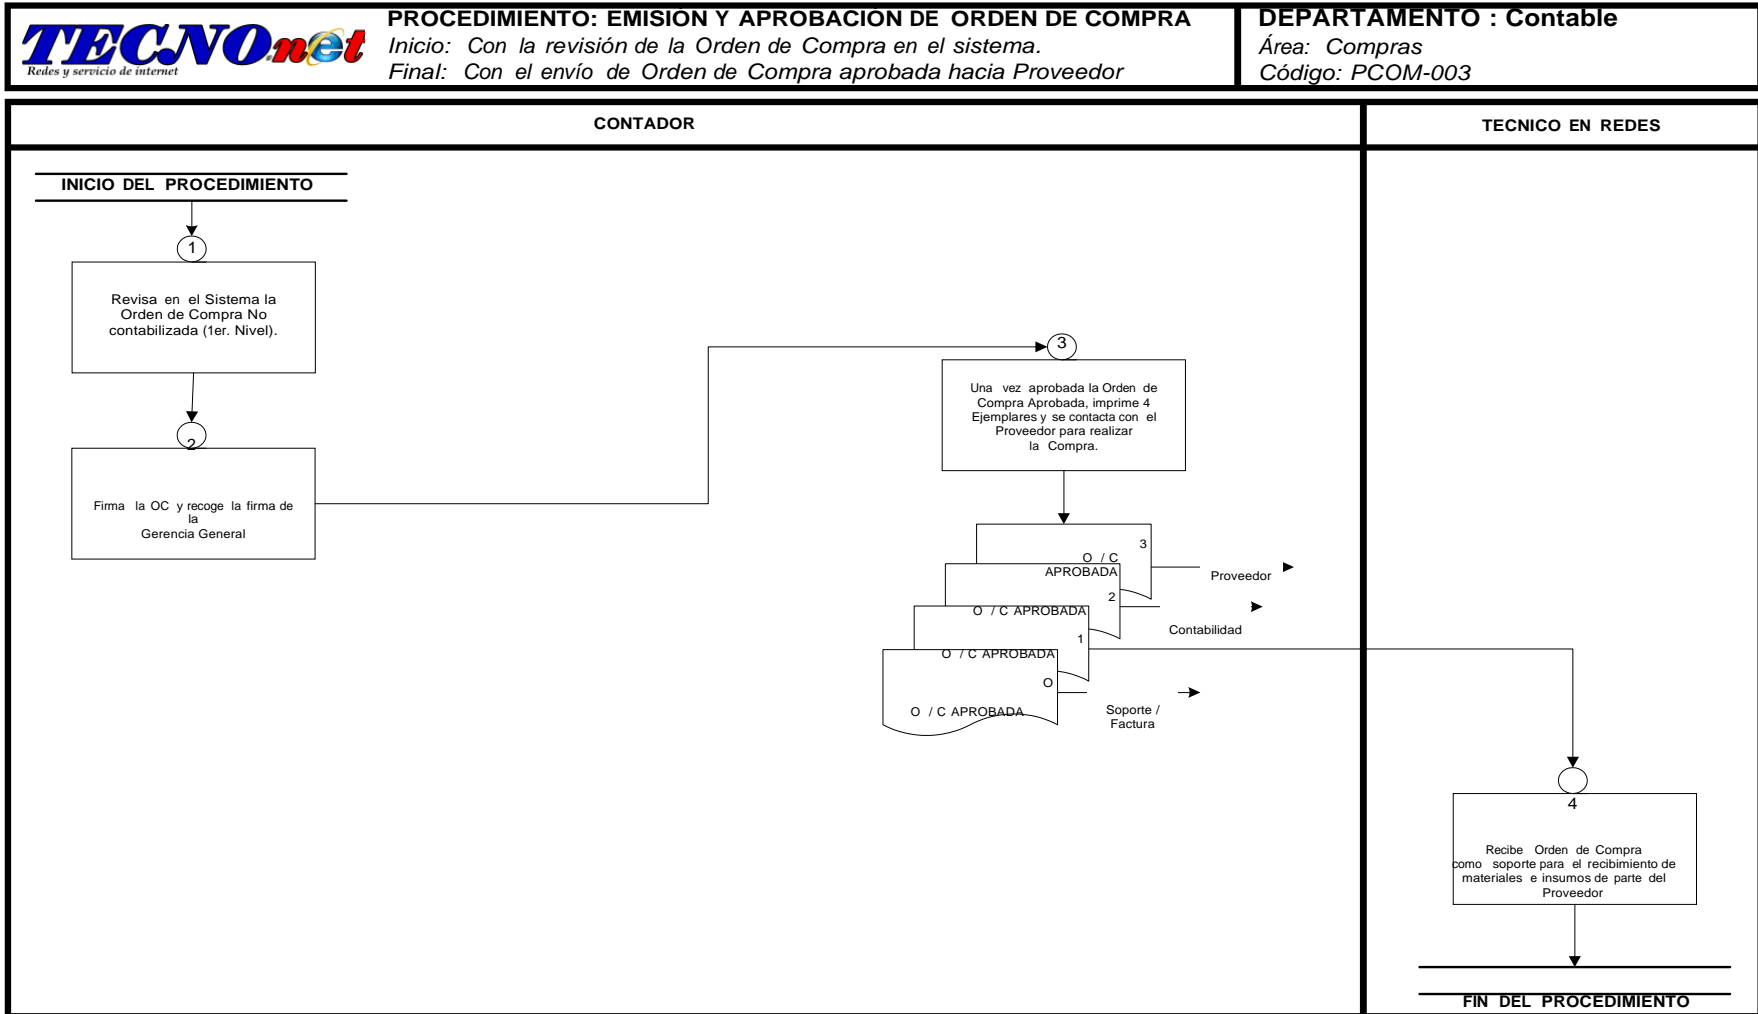 TECNOnet
Redes y servicio de internet
PROCEDIMIENTO: EMISIÓN Y APROBACIÓN DE ORDEN DE COMPRA
Inicio: Con la revisión de la Orden de Compra en el sistema.
Final: Con el envío de Orden de Compra aprobada hacia Proveedor
DEPARTAMENTO : Contable
Área: Compras
Código: PCOM-003
CONTADOR
TECNICO EN REDES
INICIO DEL PROCEDIMIENTO
1
Revisa en el Sistema la
Orden de Compra No
contabilizada (1er. Nivel).
2
Firma la OC y recoge la firma de
la
Gerencia General
3
Una vez aprobada la Orden de
Compra Aprobada, imprime 4
Ejemplares y se contacta con el
Proveedor para realizar
la Compra.
3
O / C
APROBADA
Proveedor
2
O / C APROBADA
Contabilidad
1
O / C APROBADA
O
O / C APROBADA
Soporte /
Factura
4
Recibe Orden de Compra
como soporte para el recibimiento de
materiales e insumos de parte del
Proveedor
FIN DEL PROCEDIMIENTO